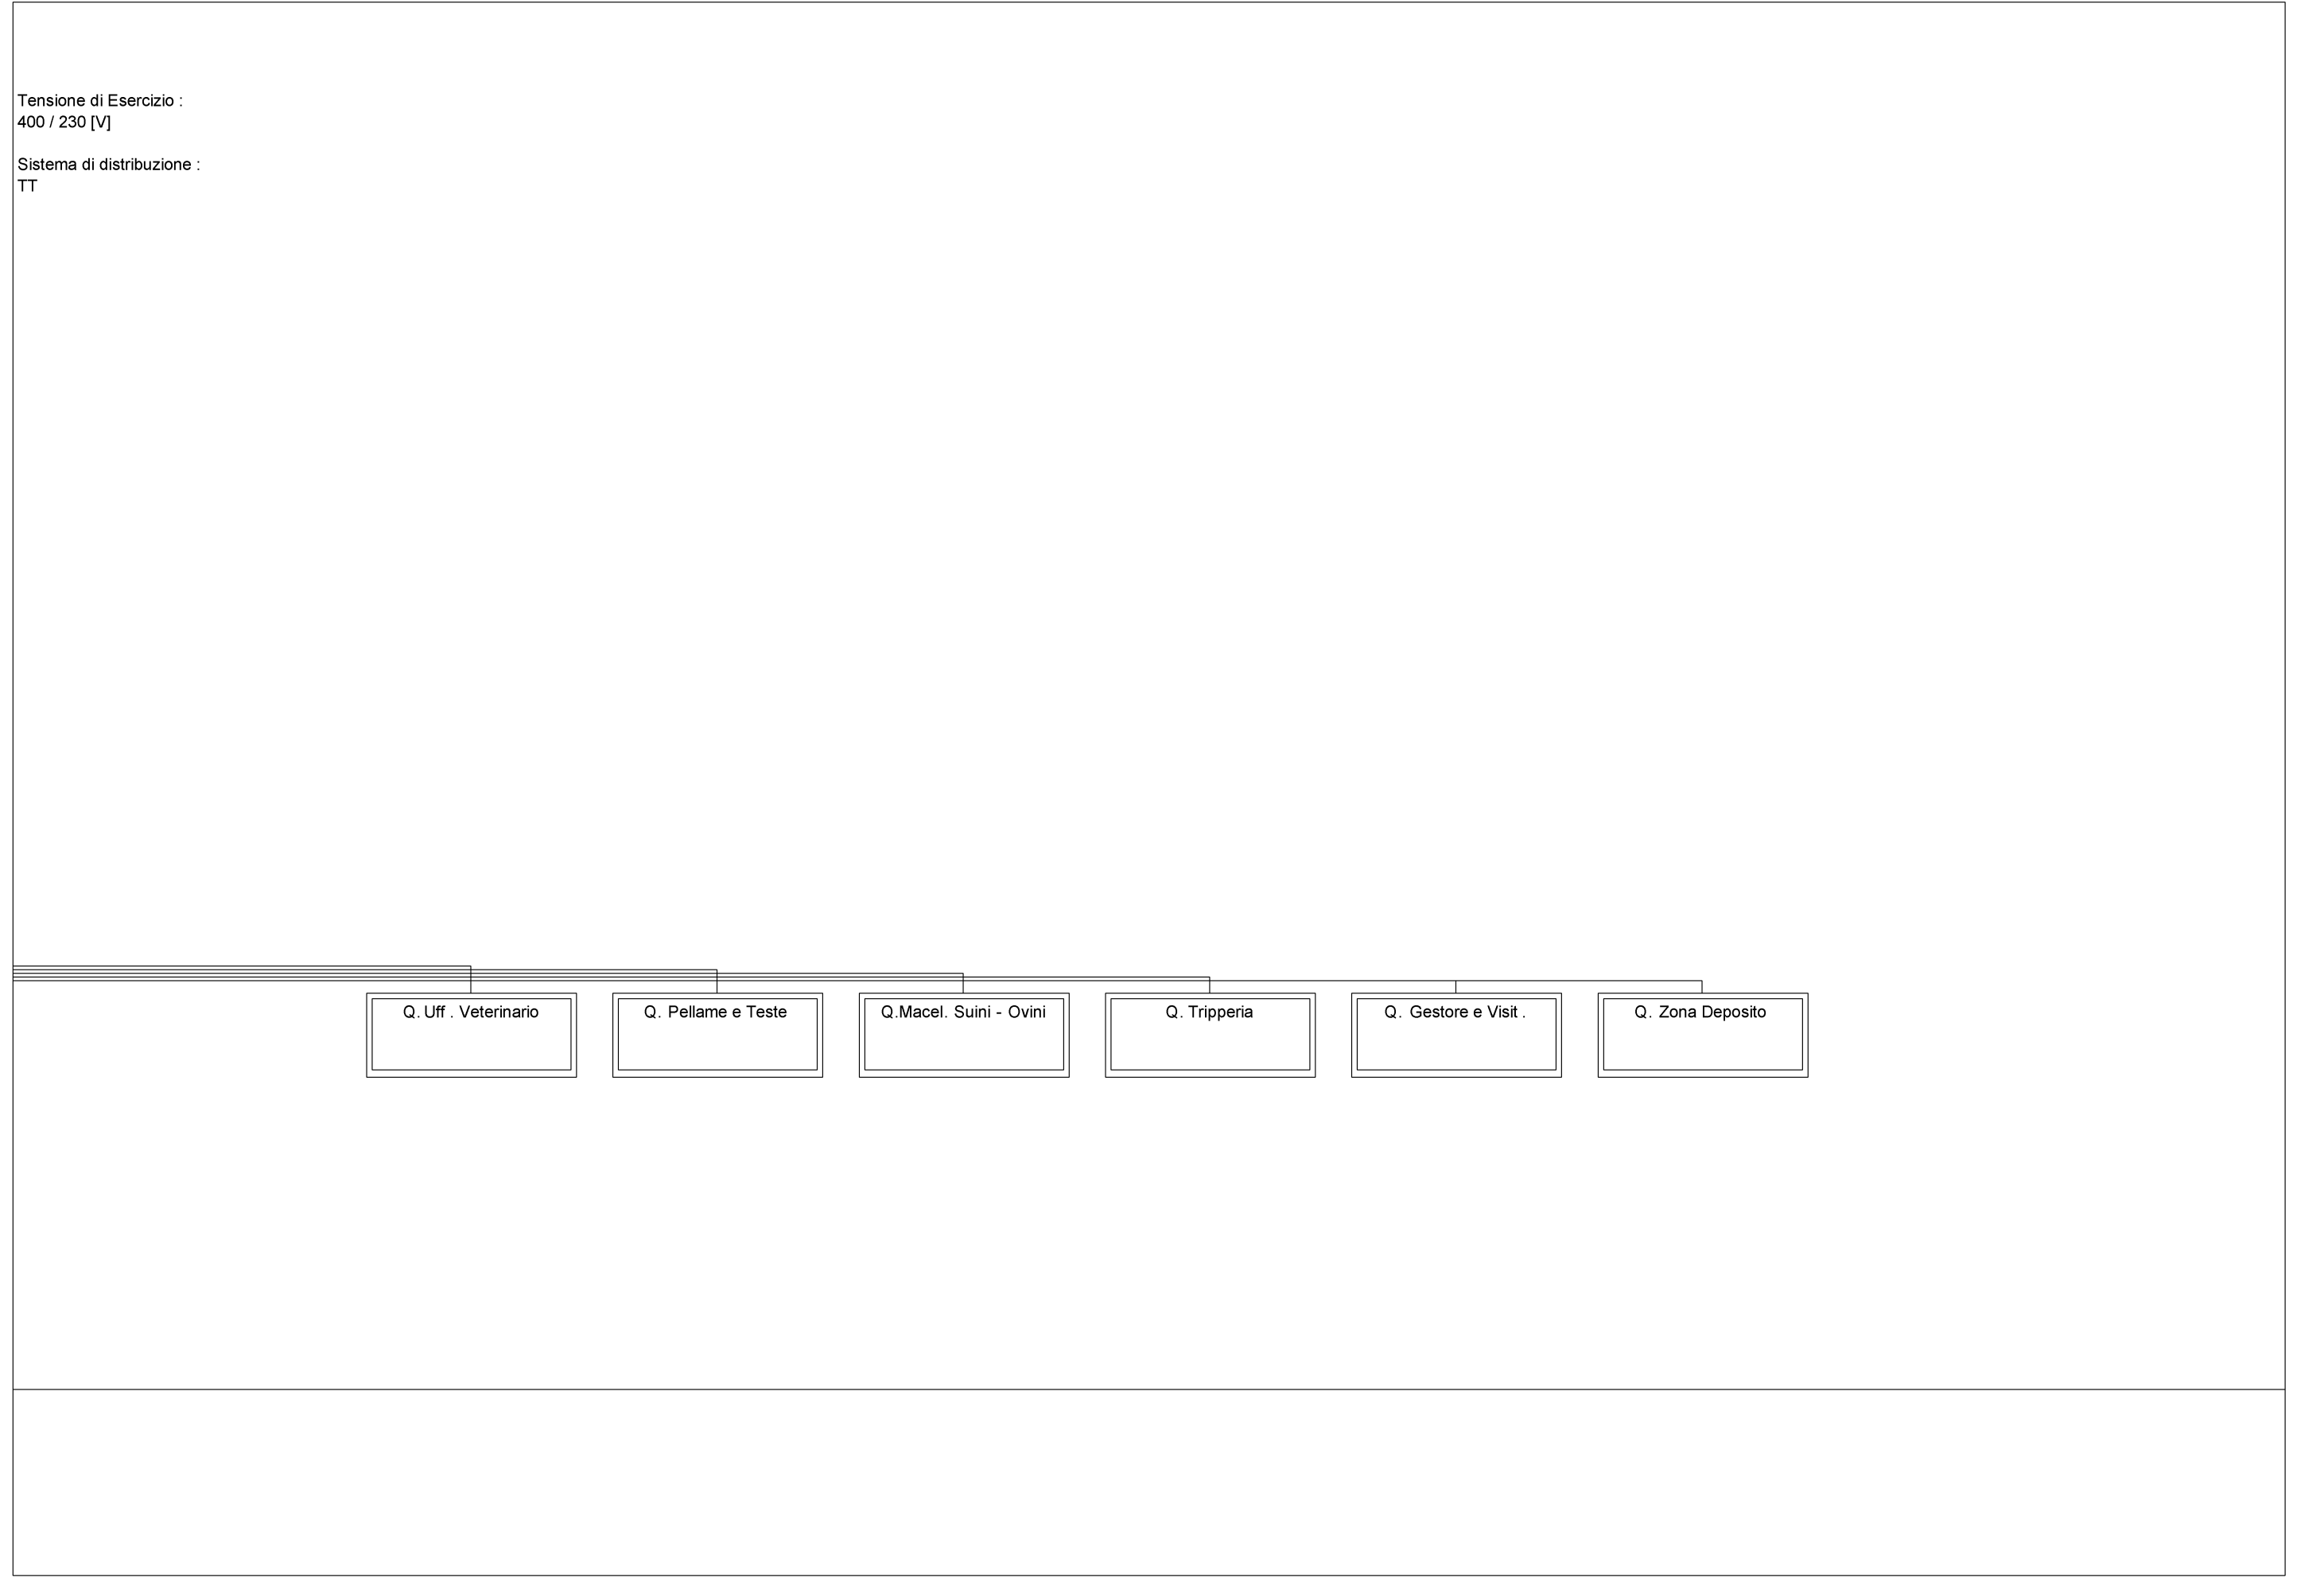 Tensione di Esercizio :
400 / 230 [V]
Sistema di distribuzione :
TT
Q. Uff . Veterinario
Q. Pellame e Teste
Q.Macel. Suini - Ovini
Q. Tripperia
Q. Gestore e Visit .
Q. Zona Deposito